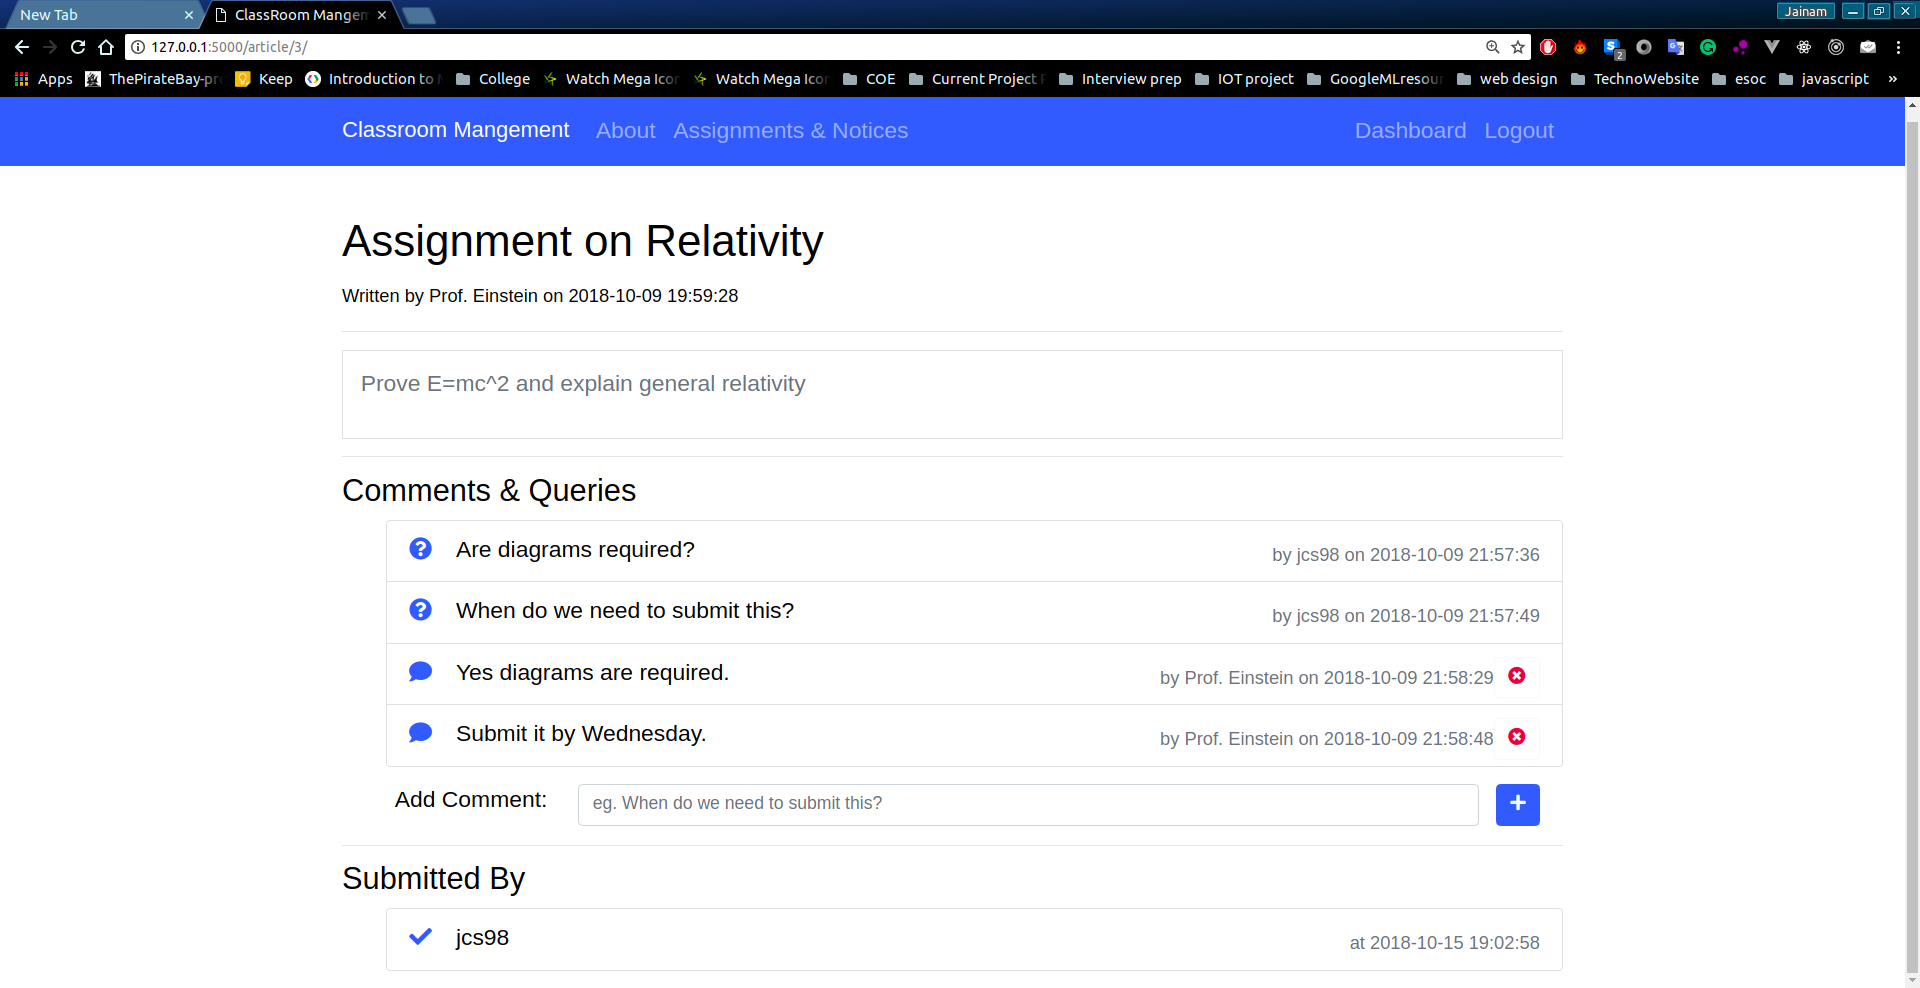 New Tab
ClassRoom Mangem
Jainam
127.0.0.1:5000/article/3/
2
Apps ThePirateBay-pr Keep Introduction to College Watch Mega Ico Watch Mega Ico COE Current Project Interview prep IOT project GoogleMLresou web design TechnoWebsite esoc javascript »
Classroom Mangement About Assignments & Notices Dashboard Logout
Assignment on Relativity
Written by Prof. Einstein on 2018-10-09 19:59:28
Prove E=mc^2 and explain general relativity
Comments & Queries
Are diagrams required? by jcs98 on 2018-10-09 21:57:36
When do we need to submit this? by jcs98 on 2018-10-09 21:57:49
Yes diagrams are required. by Prof. Einstein on 2018-10-09 21:58:29
Submit it by Wednesday. by Prof. Einstein on 2018-10-09 21:58:48
Add Comment: eg. When do we need to submit this?
Submitted By
jcs98 at 2018-10-15 19:02:58